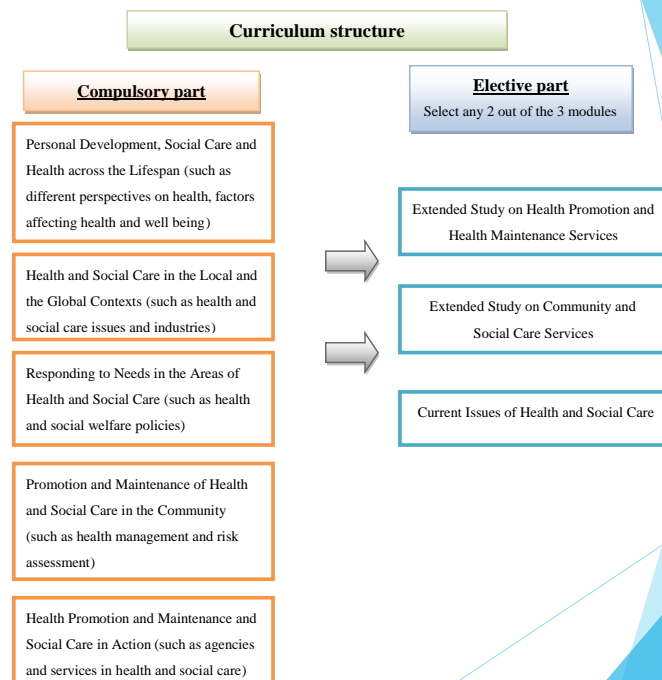 Curriculum structure
Compulsory part
Personal Development, Social Care and
Health across the Lifespan (such as
different perspectives on health, factors
affecting health and well being)
Health and Social Care in the Local and
the Global Contexts (such as health and
social care issues and industries)
Responding to Needs in the Areas of
Health and Social Care (such as health
and social welfare policies)
Promotion and Maintenance of Health
and Social Care in the Community
(such as health management and risk
assessment)
Health Promotion and Maintenance and
Social Care in Action (such as agencies
and services in health and social care)
Elective part
Select any 2 out of the 3 modules
Extended Study on Health Promotion and
Health Maintenance Services
Extended Study on Community and
Social Care Services
Current Issues of Health and Social Care